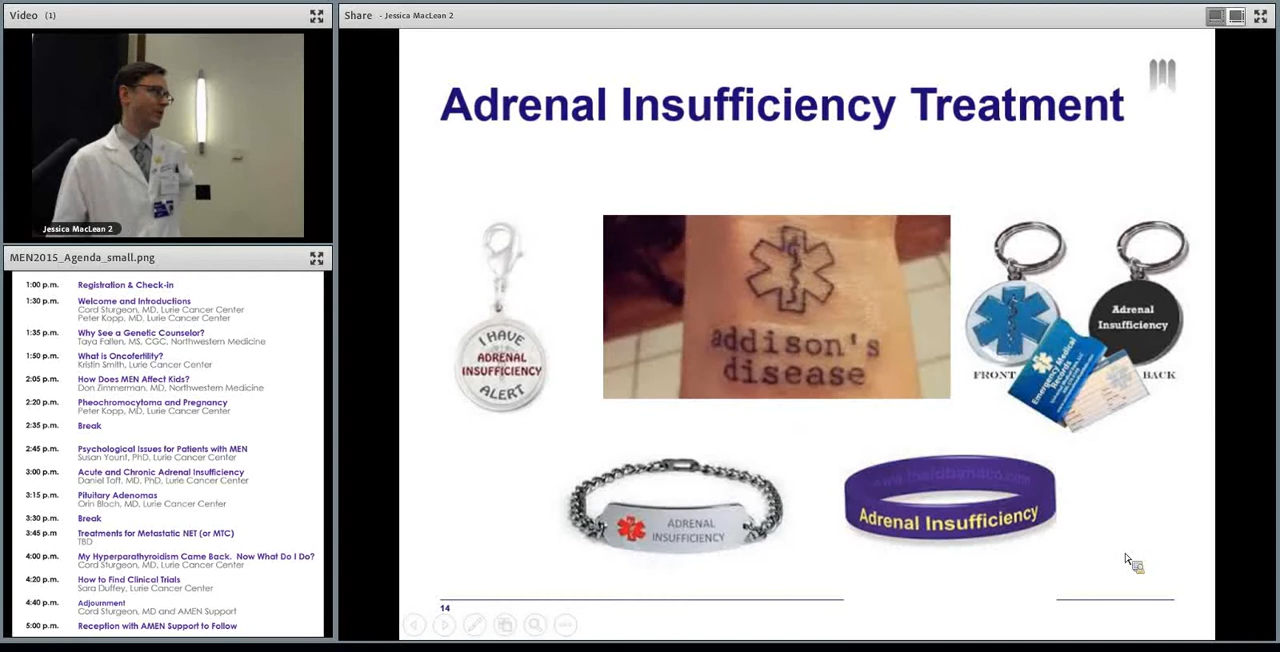 Video (1)
Jessica MacLean 2
MEN2015_Agenda_small.png
1:00 p.m. Registration & Check-in
1:30 p.m. Welcome and Introductions
Cord Sturgeon, MD, Lurie Cancer Center
Peter Kopp, MD, Lurie Cancer Center
1:35 p.m. Why See a Genetic Counselor?
Taya Fallen, MS, CGC, Northwestern Medicine
1:50 p.m. What is Oncofertility?
Kristin Smith, Lurie Cancer Center
2:05 p.m. How Does MEN Affect Kids?
Don Zimmerman, MD, Northwestern Medicine
2:20 p.m. Pheochromocytoma and Pregnancy
Peter Kopp, MD, Lurie Cancer Center
2:35 p.m. Break
2:45 p.m. Psychological Issues for Patients with MEN
Susan Yount, PhD, Lurie Cancer Center
3:00 p.m. Acute and Chronic Adrenal Insufficiency
Daniel Toft, MD, PhD, Lurie Cancer Center
3:15 p.m. Pituitary Adenomas
Orin Bloch, MD, Lurie Cancer Center
3:30 p.m. Break
3:45 p.m Treatments for Metastatic NET (or MTC)
TBD
4:00 p.m. My Hyperparathyroidism Came Back. Now What Do I Do?
Cord Sturgeon, MD, Lurie Cancer Center
4:20 p.m. How to Find Clinical Trials
Sara Duffey, Lurie Cancer Center
4:40 p.m. Adjournment
Cord Sturgeon, MD and AMEN Support
5:00 p.m. Reception with AMEN Support to Follow
Share - Jessica MacLean 2
Adrenal Insufficiency Treatment
I HAVE
ADRENAL
INSUFFICIENCY
ALERT
addison's
disease
Adrenal
Insufficiency
FRONT
BACK
Emergency Medical
Records
ADRENAL
INSUFFICIENCY
Adrenal Insufficiency
14